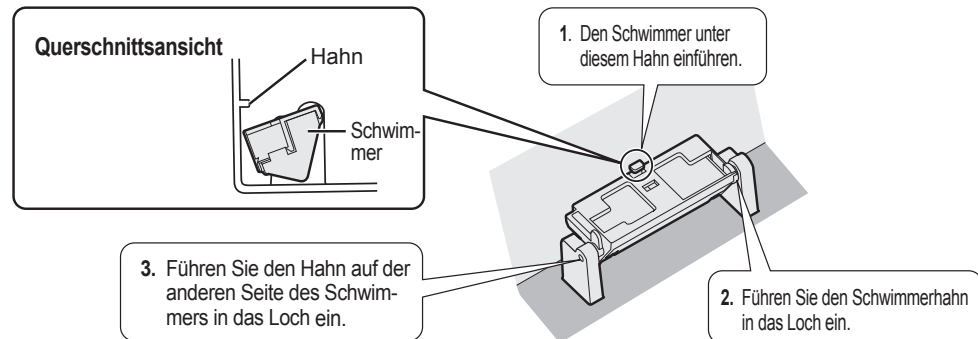 Querschnittsansicht
Hahn
Schwim-
mer
1. Den Schwimmer unter
diesem Hahn einführen.
2. Führen Sie den Schwimmerhahn
in das Loch ein.
3. Führen Sie den Hahn auf der
anderen Seite des Schwim-
mers in das Loch ein.